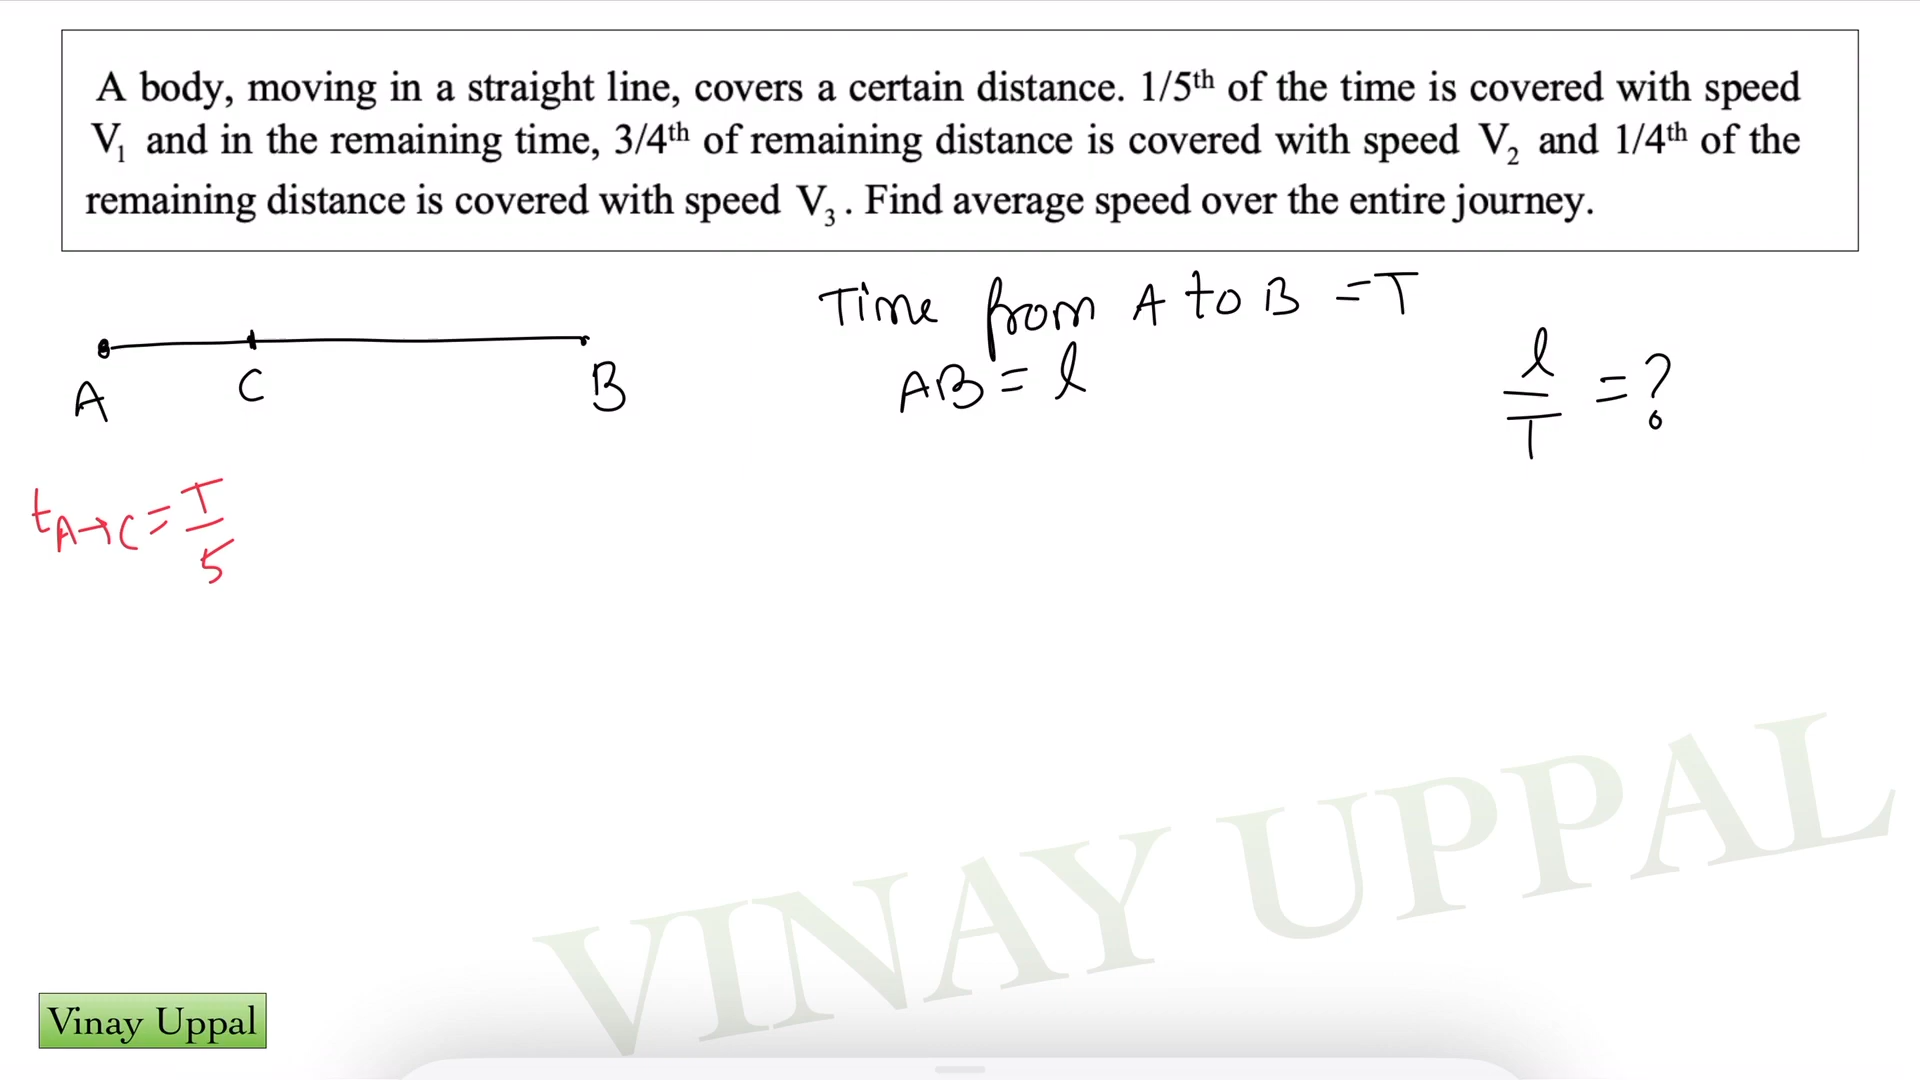 A body, moving in a straight line, covers a certain distance. 1/5th of the time is covered with speed
V1 and in the remaining time, 3/4th of remaining distance is covered with speed V2 and 1/4th of the
remaining distance is covered with speed V3. Find average speed over the entire journey.
Time from A to B = T
A C B
AB = l
l/T = ?
tA→C = T/5
VINAY UPPAL
Vinay Uppal